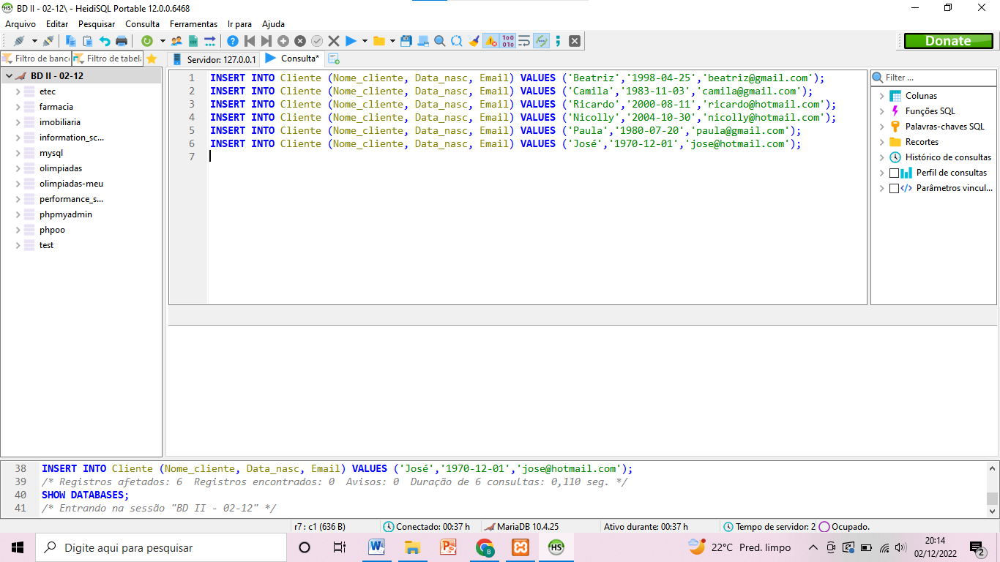 BD II - 02-12\ - HeidiSQL Portable 12.0.0.6468
Arquivo Editar Pesquisar Consulta Ferramentas Ir para Ajuda
Donate
Filtro de banc Filtro de tabela
Servidor: 127.0.0.1 Consulta*
BD II - 02-12
etec
farmacia
imobiliaria
information_sc...
mysql
olimpiadas
olimpiadas-meu
performance_s...
phpmyadmin
phpoo
test
1 INSERT INTO Cliente (Nome_cliente, Data_nasc, Email) VALUES ('Beatriz','1998-04-25','beatriz@gmail.com');
2 INSERT INTO Cliente (Nome_cliente, Data_nasc, Email) VALUES ('Camila','1983-11-03','camila@gmail.com');
3 INSERT INTO Cliente (Nome_cliente, Data_nasc, Email) VALUES ('Ricardo','2000-08-11','ricardo@hotmail.com');
4 INSERT INTO Cliente (Nome_cliente, Data_nasc, Email) VALUES ('Nicolly','2004-10-30','nicolly@hotmail.com');
5 INSERT INTO Cliente (Nome_cliente, Data_nasc, Email) VALUES ('Paula','1980-07-20','paula@gmail.com');
6 INSERT INTO Cliente (Nome_cliente, Data_nasc, Email) VALUES ('José','1970-12-01','jose@hotmail.com');
7
Filter ...
Colunas
Funções SQL
Palavras-chaves SQL
Recortes
Histórico de consultas
Perfil de consultas
Parâmetros vincul...
38 INSERT INTO Cliente (Nome_cliente, Data_nasc, Email) VALUES ('José','1970-12-01','jose@hotmail.com');
39 /* Registros afetados: 6 Registros encontrados: 0 Avisos: 0 Duração de 6 consultas: 0,110 seg. */
40 SHOW DATABASES;
41 /* Entrando na sessão "BD II - 02-12" */
r7 : c1 (636 B) Conectado: 00:37 h MariaDB 10.4.25 Ativo durante: 00:37 h Tempo de servidor: 2 Ocupado.
Digite aqui para pesquisar
22°C Pred. limpo
20:14
02/12/2022
2